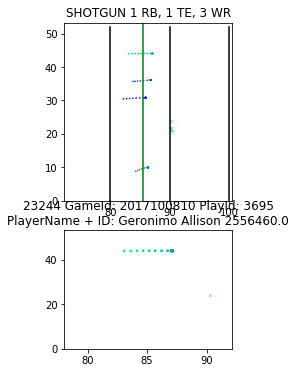 SHOTGUN 1 RB, 1 TE, 3 WR
50
40
30
20
10
0
80 90 100
23244 GameId: 2017100810 PlayId: 3695
PlayerName + ID: Geronimo Allison 2556460.0
40
20
0
80 85 90